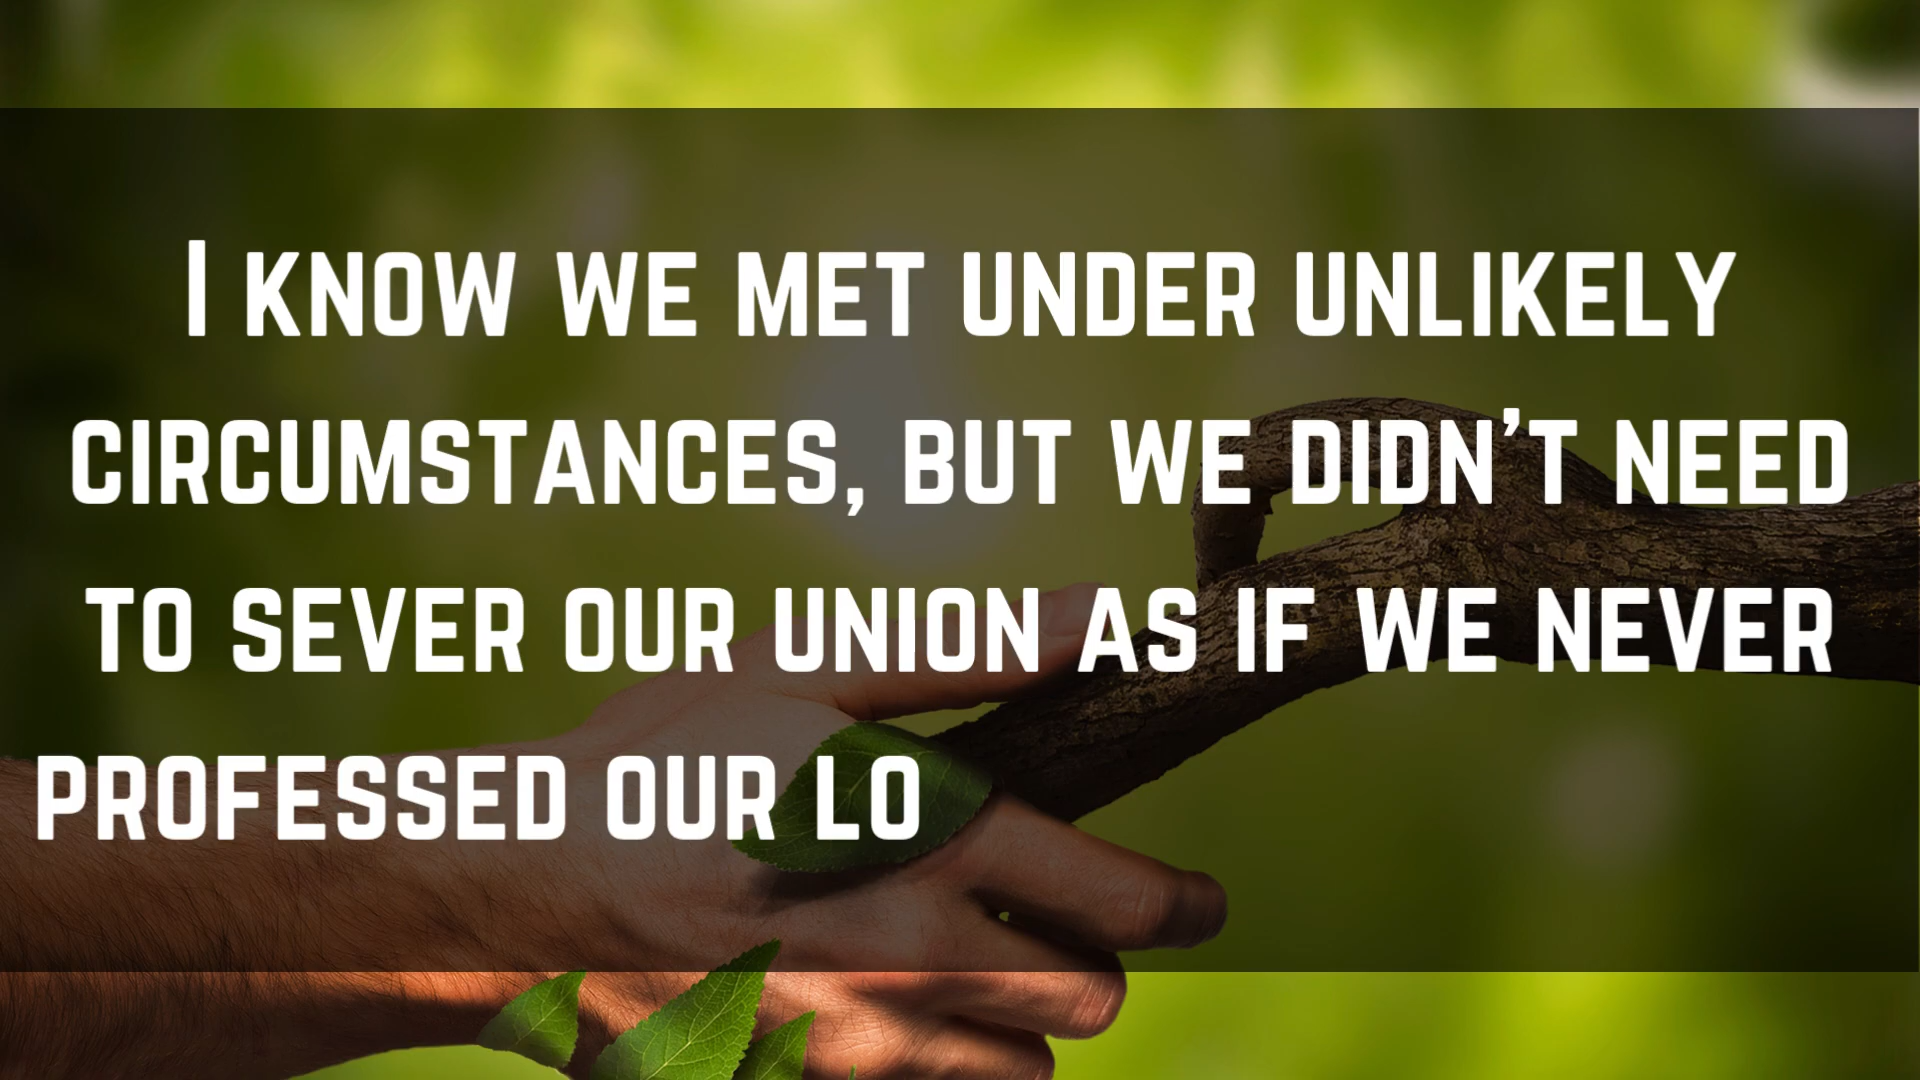 I KNOW WE MET UNDER UNLIKELY
CIRCUMSTANCES, BUT WE DIDN'T NEED
TO SEVER OUR UNION AS IF WE NEVER
PROFESSED OUR LO